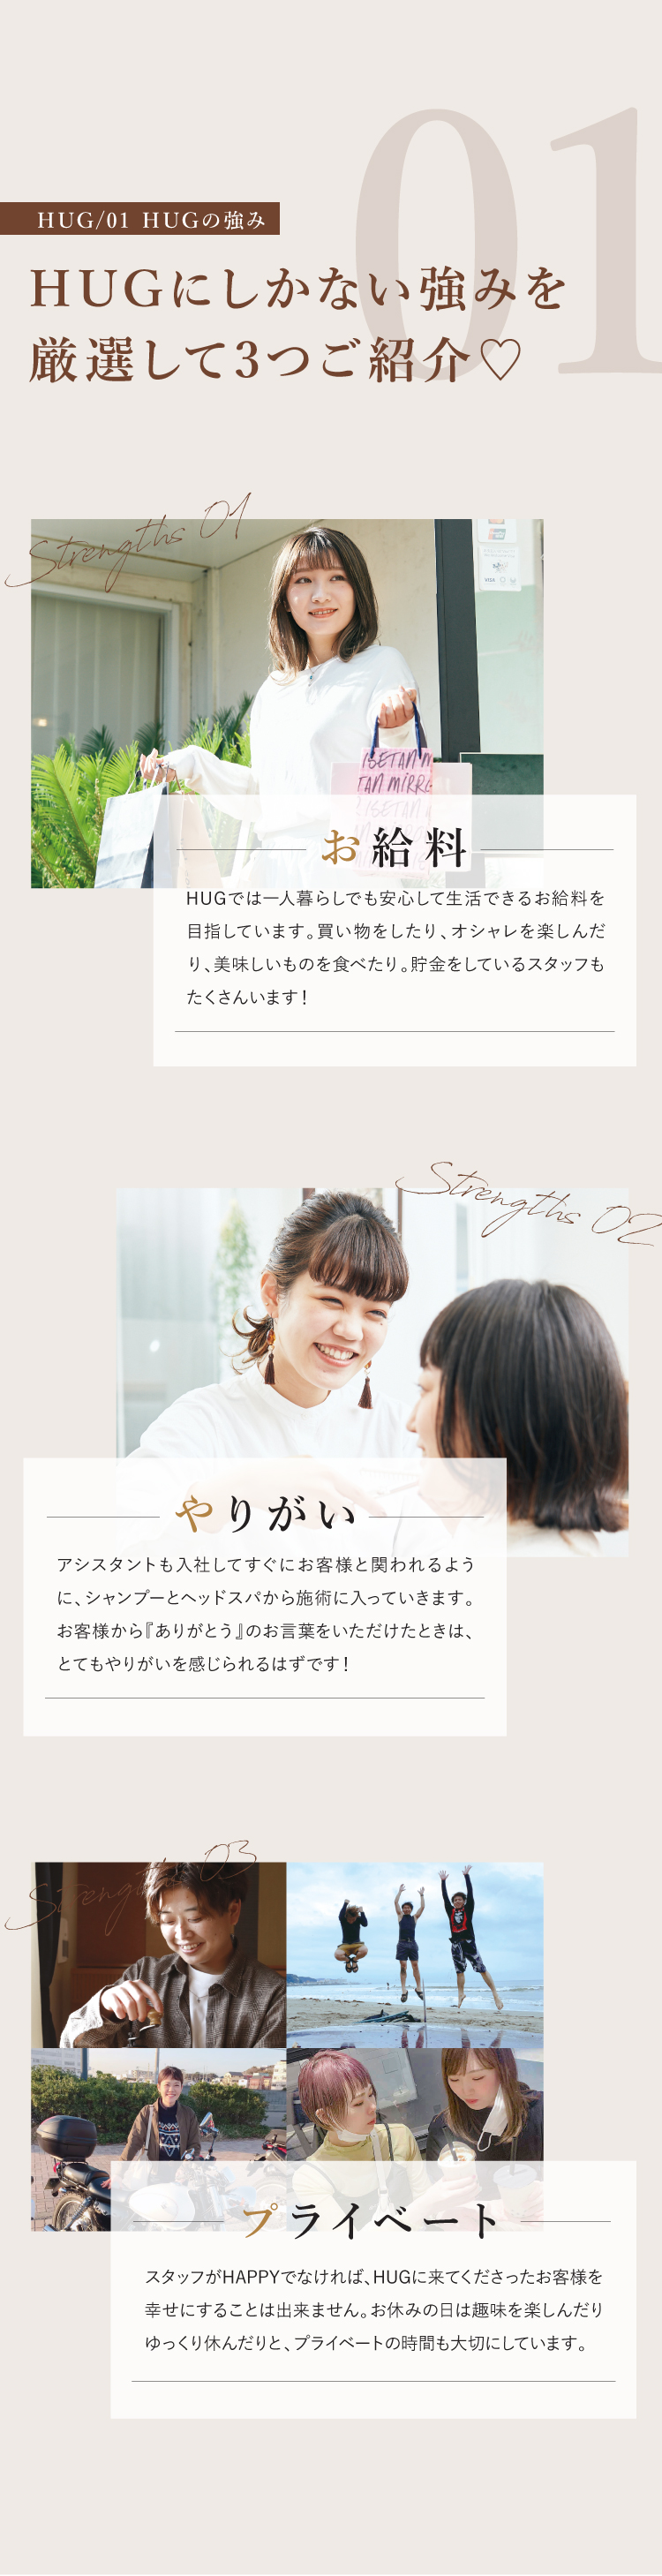 01
HUG/01 HUGの強み
HUGにしかない強みを
厳選して3つご紹介♡
Strengths 01
ISETAN M
TAN MIRRO
ISETAN
お給料
HUGでは一人暮らしでも安心して生活できるお給料を
目指しています。買い物をしたり、オシャレを楽しんだ
り、美味しいものを食べたり。貯金をしているスタッフも
たくさんいます！
Strengths 02
やりがい
アシスタントも入社してすぐにお客様と関われるよう
に、シャンプーとヘッドスパから施術に入っていきます。
お客様から『ありがとう』のお言葉をいただけたときは、
とてもやりがいを感じられるはずです！
Strengths 03
プライベート
スタッフがHAPPYでなければ、HUGに来てくださったお客様を
幸せにすることは出来ません。お休みの日は趣味を楽しんだり
ゆっくり休んだりと、プライベートの時間も大切にしています。